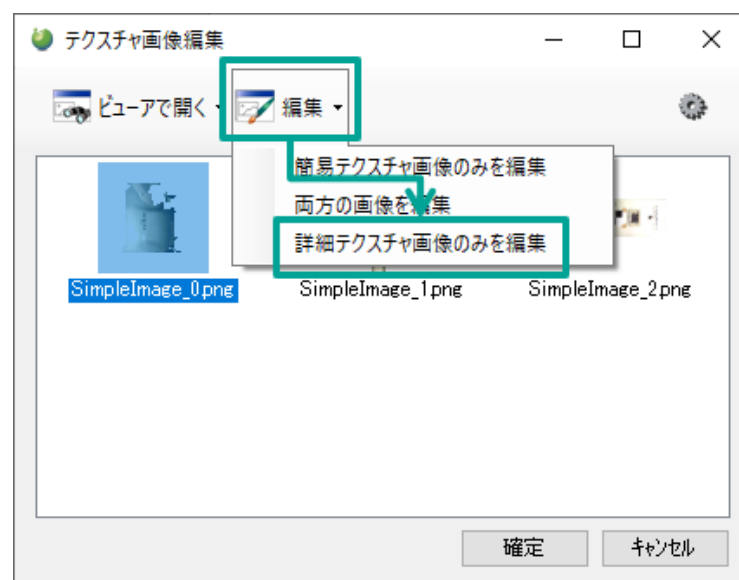 テクスチャ画像編集
ビューアで開く 編集
簡易テクスチャ画像のみを編集
両方の画像を編集
詳細テクスチャ画像のみを編集
SimpleImage_0.png SimpleImage_1.png SimpleImage_2.png
確定 キャンセル